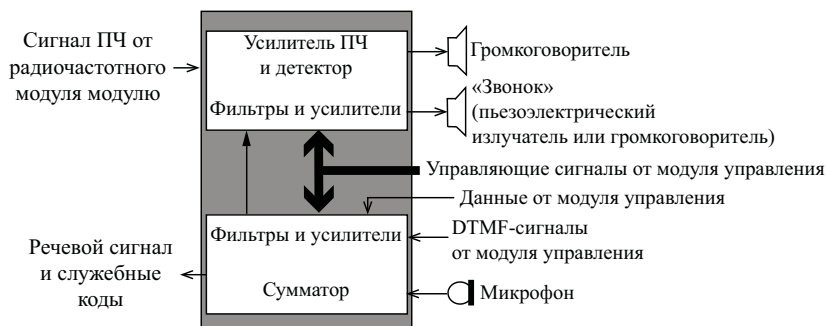 Сигнал ПЧ от
радиочастотного
модуля модулю
Усилитель ПЧ
и детектор
Фильтры и усилители
Громкоговоритель
«Звонок»
(пьезоэлектрический
излучатель или громкоговоритель)
Управляющие сигналы от модуля управления
Данные от модуля управления
Фильтры и усилители
Сумматор
DTMF-сигналы
от модуля управления
Микрофон
Речевой сигнал
и служебные
коды